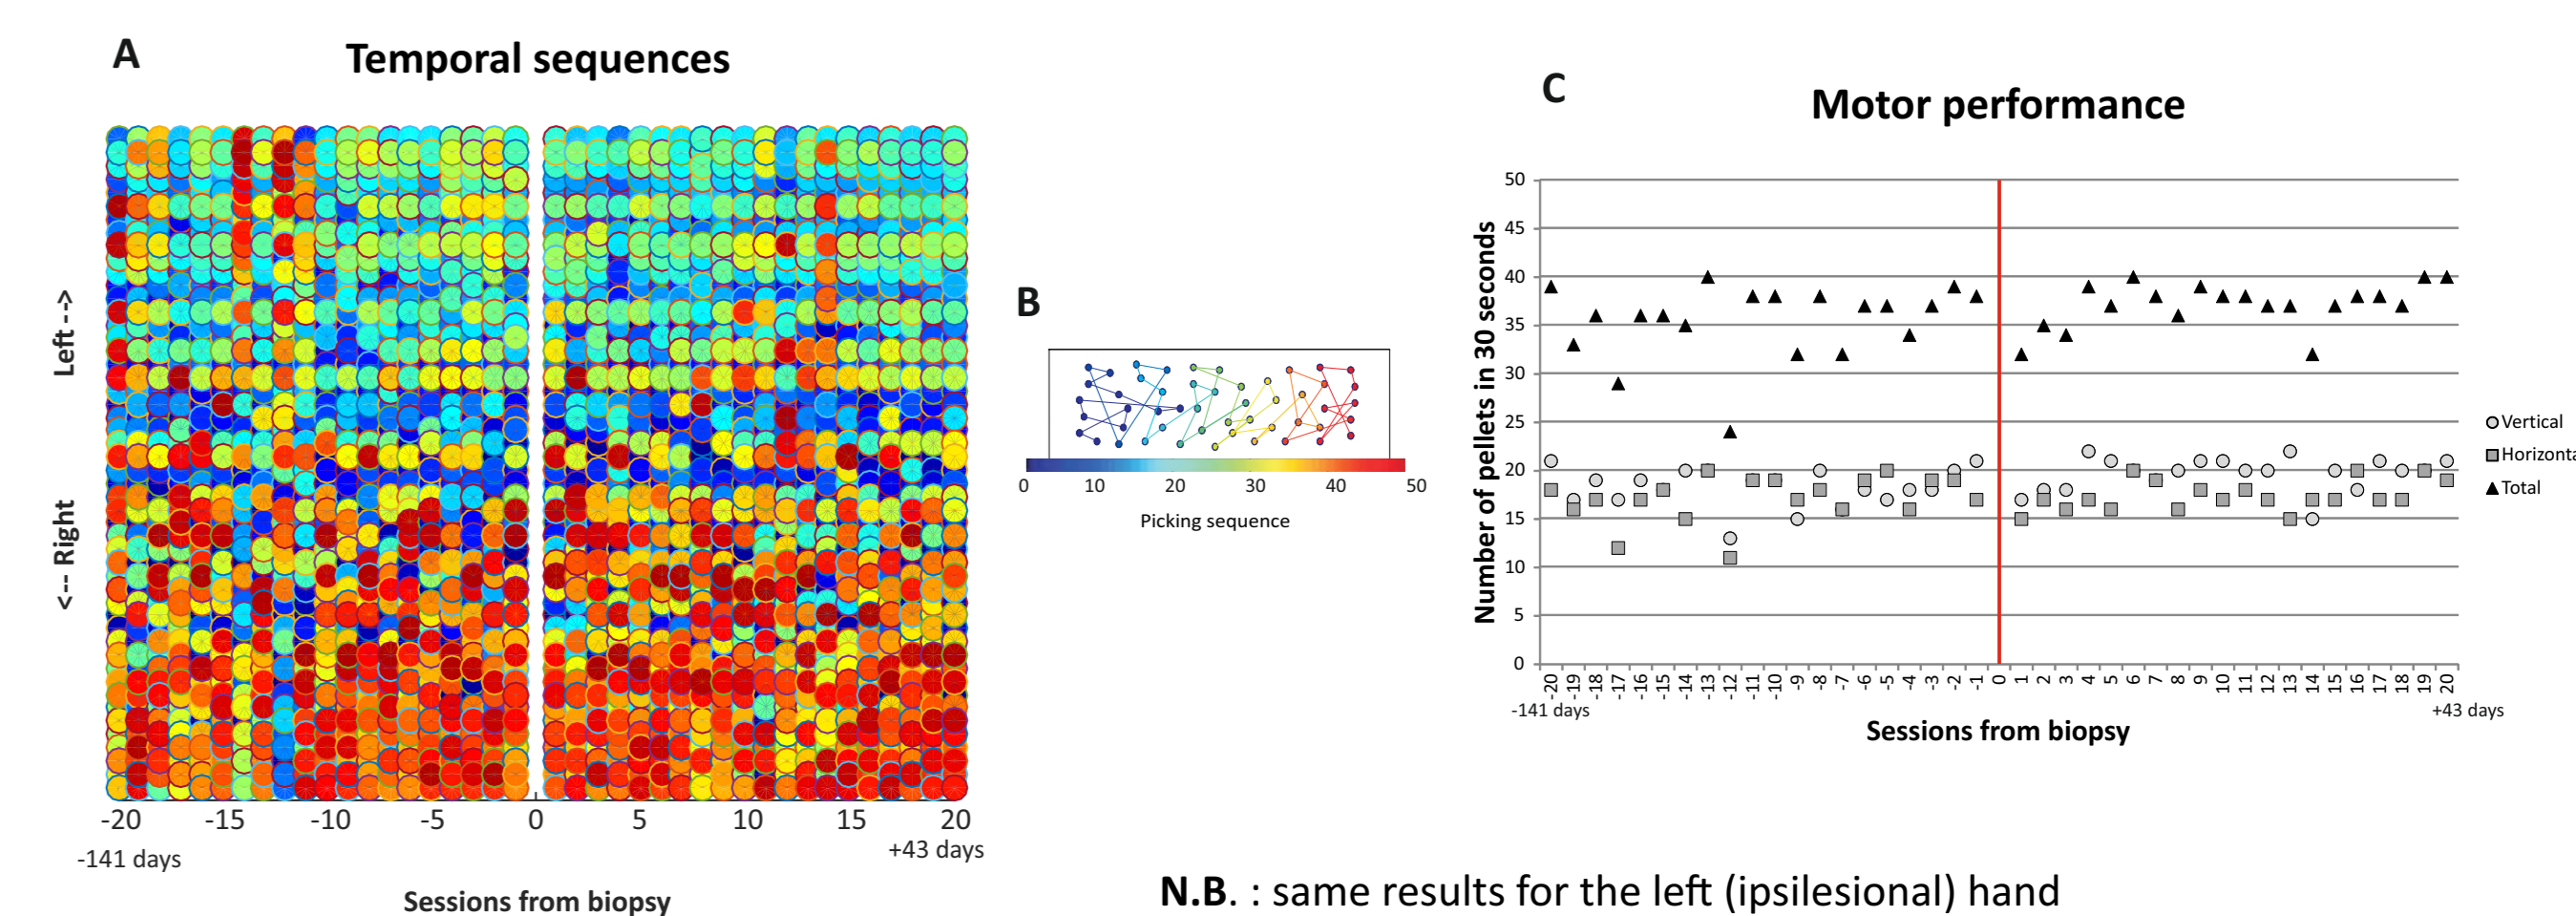 A
Temporal sequences
Left -->
<-- Right
-20 -15 -10 -5 0 5 10 15 20
-141 days +43 days
Sessions from biopsy
B
0 10 20 30 40 50
Picking sequence
C
Motor performance
Number of pellets in 30 seconds
50
45
40
35
30
25
20
15
10
5
0
-20 -19 -18 -17 -16 -15 -14 -13 -12 -11 -10 -9 -8 -7 -6 -5 -4 -3 -2 -1 0 1 2 3 4 5 6 7 8 9 10 11 12 13 14 15 16 17 18 19 20
-141 days +43 days
Sessions from biopsy
Vertical
Horizonta
Total
N.B. : same results for the left (ipsilesional) hand